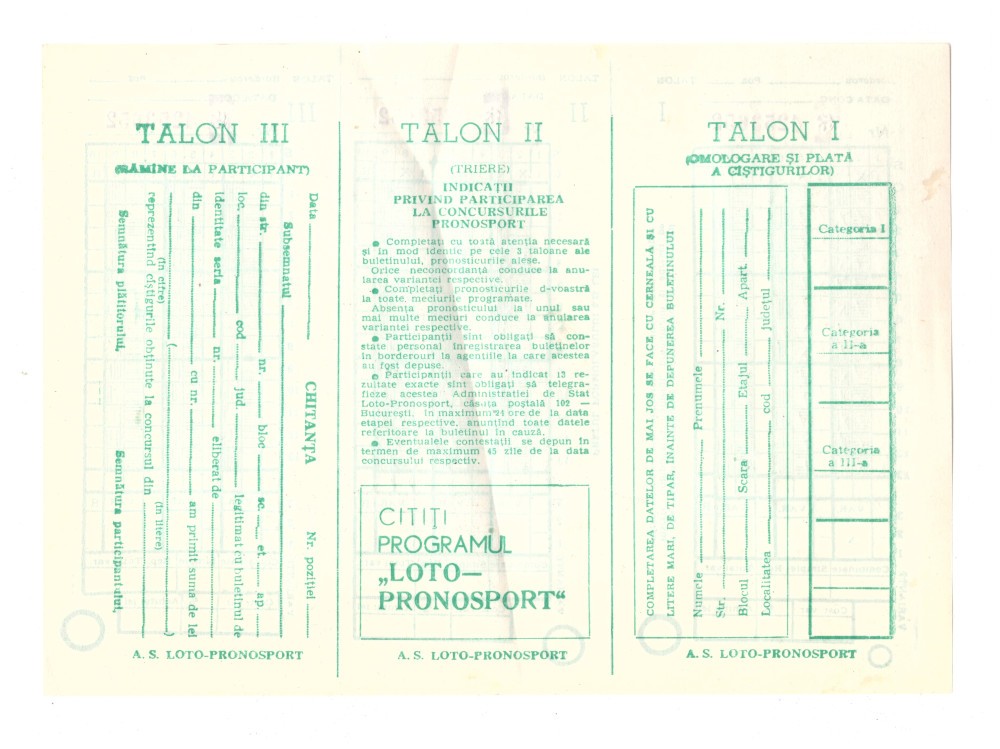 TALON III
(RĂMÎNE LA PARTICIPANT)
Data
CHITANȚA
Nr. poziției
Subsemnatul
din str. nr. bloc sc. et. ap.
loc. cod jud. legitimat cu buletinul de
identitate seria nr. eliberat de
din cu nr. am primit suma de lei
( )
(în cifre) (în litere)
reprezentînd cîștigurile obținute la concursul din
Semnătura plătitorului, Semnătura participantului,
A. S. LOTO-PRONOSPORT
TALON II
(TRIERE)
INDICAȚII
PRIVIND PARTICIPAREA
LA CONCURSURILE
PRONOSPORT
● Completați cu toată atenția necesară
și în mod identic pe cele 3 taloane ale
buletinului, pronosticurile alese.
Orice neconcordanță conduce la anu-
larea variantei respective.
● Completați pronosticurile d-voastră
la toate meciurile programate.
Absența pronosticului la unul sau
mai multe meciuri conduce la anularea
variantei respective.
● Participanții sînt obligați să con-
state personal înregistrarea buletinelor
în borderouri la agențiile la care acestea
au fost depuse.
● Participanții care au indicat 13 re-
zultate exacte sînt obligați să telegra-
fieze acestea Administrației de Stat
Loto-Pronosport, căsuța poștală 102 —
București, în maximum 24 ore de la data
etapei respective, anunțînd toate datele
referitoare la buletinul în cauză.
● Eventualele contestații se depun în
termen de maximum 45 zile de la data
concursului respectiv.
CITIȚI
PROGRAMUL
„LOTO—
PRONOSPORT“
A. S. LOTO-PRONOSPORT
TALON I
(OMOLOGARE ȘI PLATĂ
A CÎȘTIGURILOR)
COMPLETAREA DATELOR DE MAI JOS SE FACE CU CERNEALĂ ȘI CU
LITERE MARI, DE TIPAR, ÎNAINTE DE DEPUNEREA BULETINULUI
Numele Prenumele
Str. Nr.
Blocul Scara Etajul Apart.
Localitatea cod județul
Categoria I
Categoria
a II-a
Categoria
a III-a
A. S. LOTO-PRONOSPORT